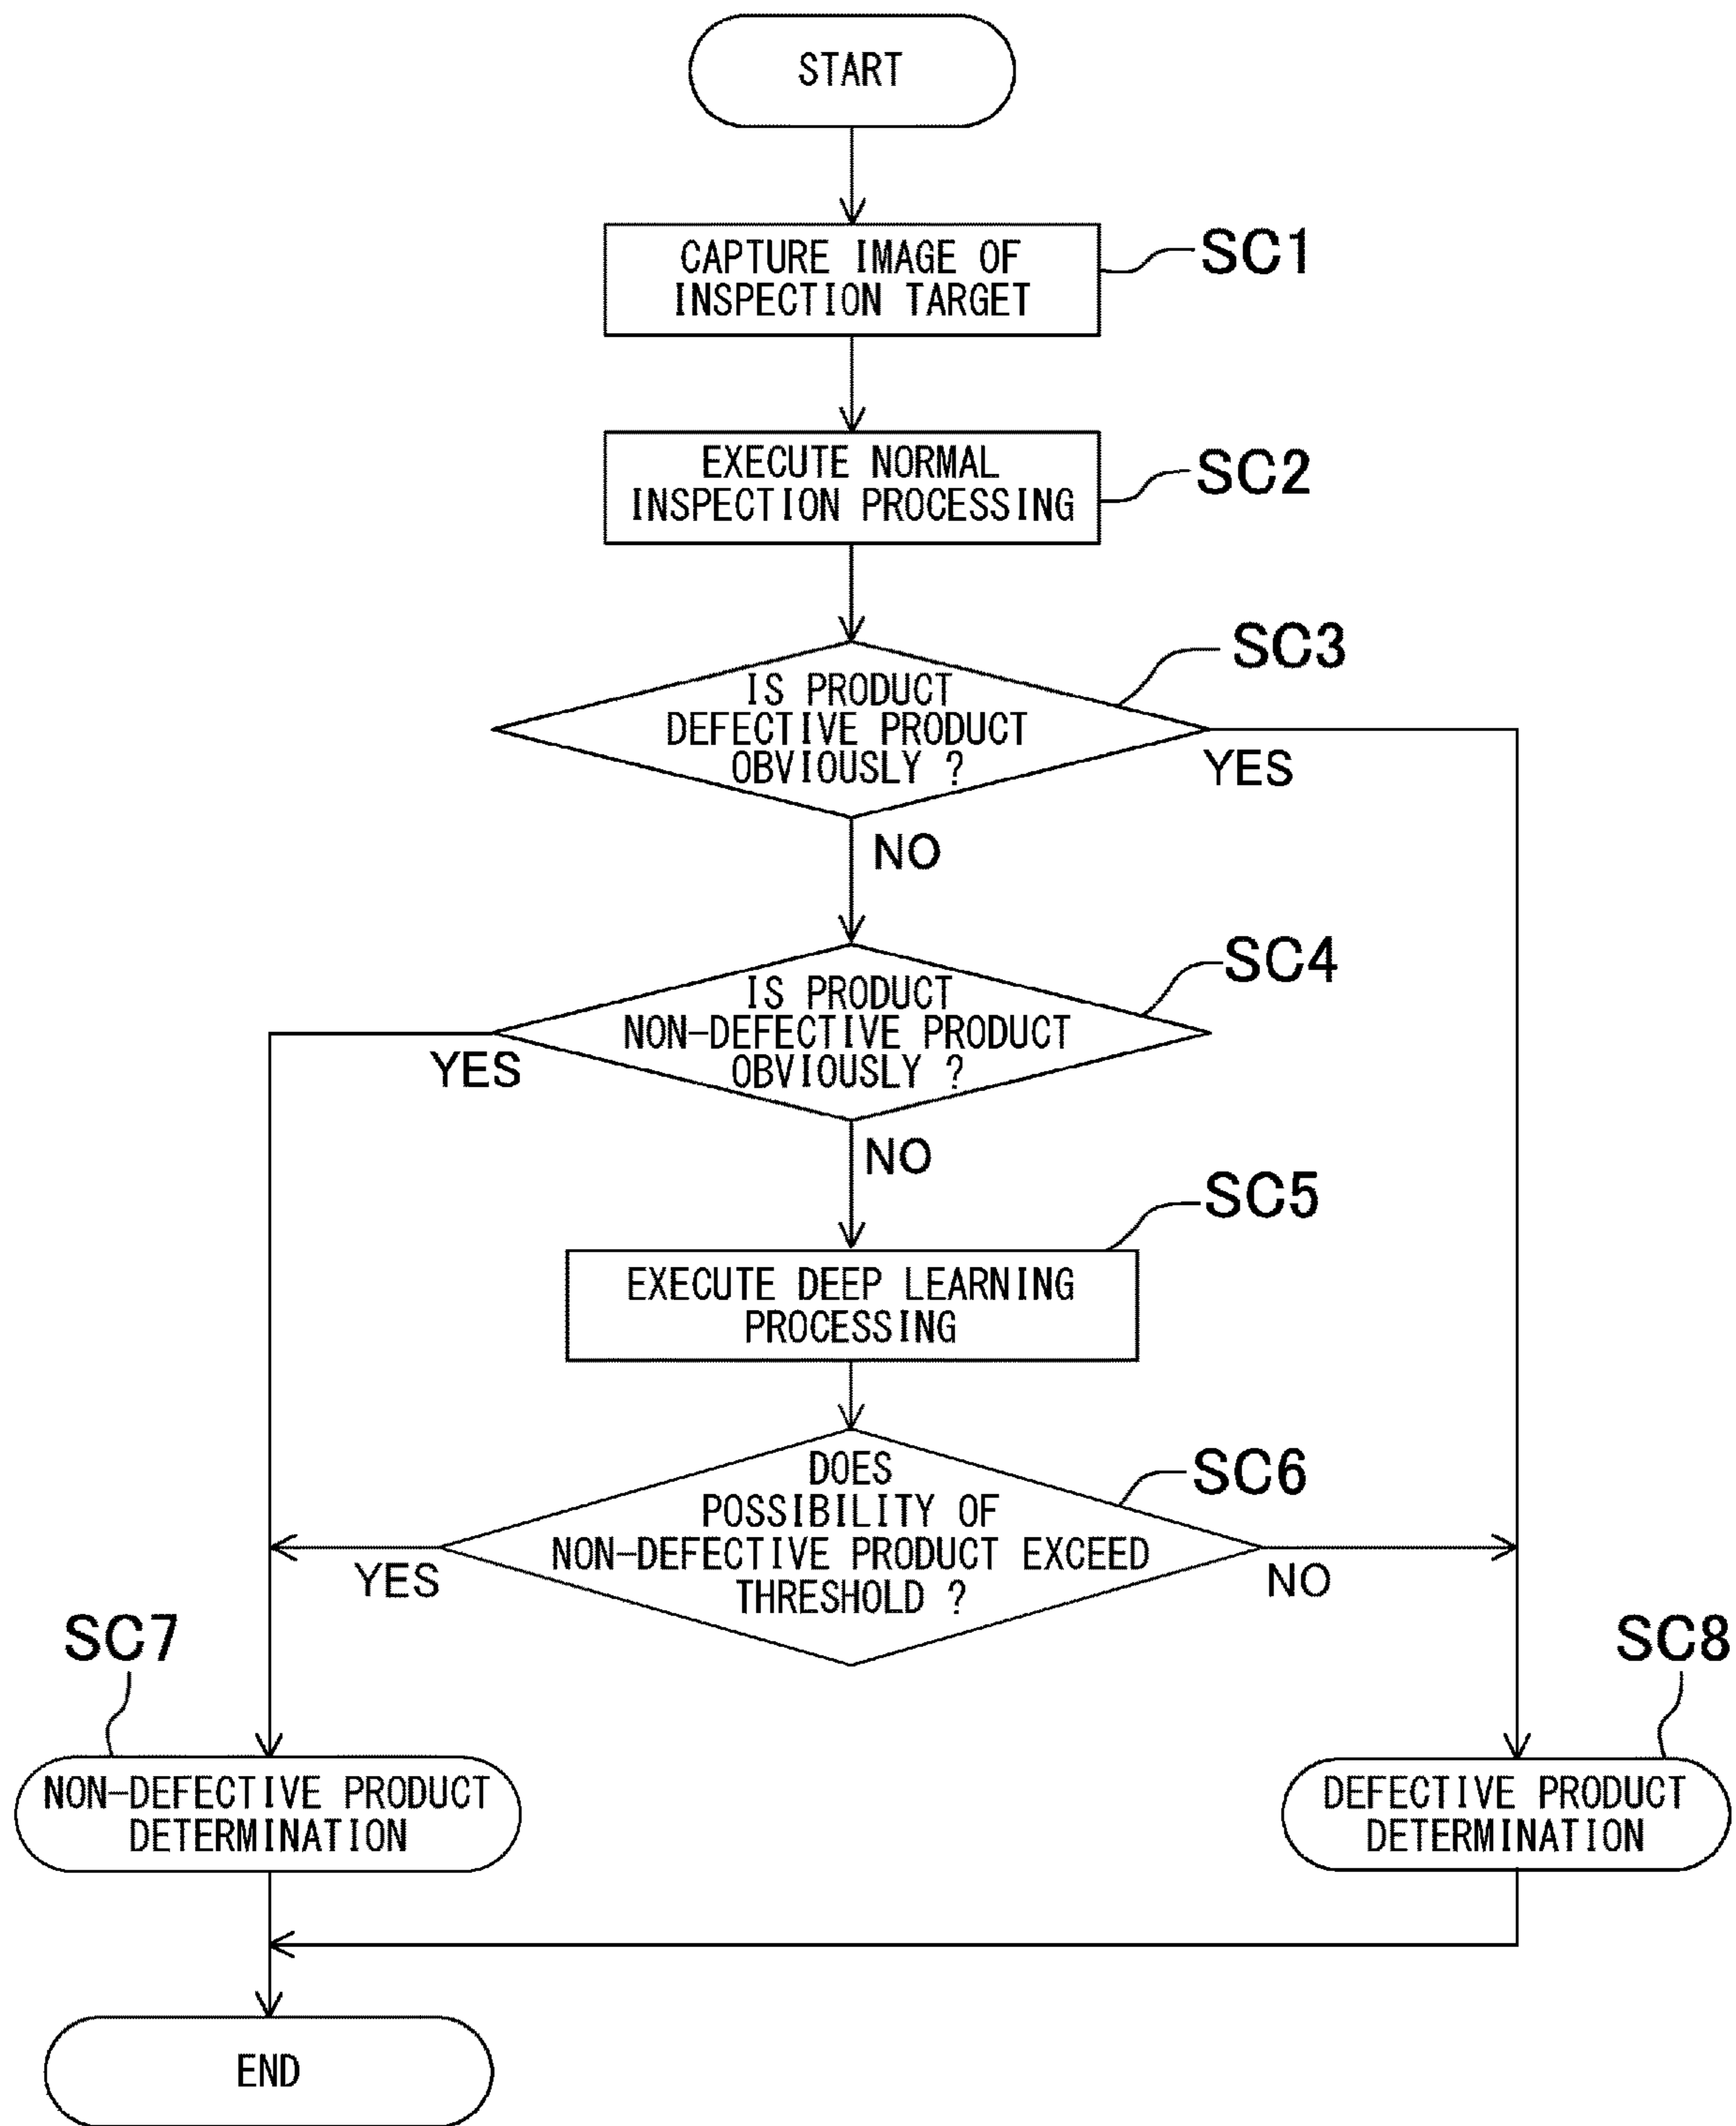 START
CAPTURE IMAGE OF
INSPECTION TARGET
SC1
EXECUTE NORMAL
INSPECTION PROCESSING
SC2
IS PRODUCT
DEFECTIVE PRODUCT
OBVIOUSLY ?
SC3
YES
NO
IS PRODUCT
NON-DEFECTIVE PRODUCT
OBVIOUSLY ?
SC4
YES
NO
EXECUTE DEEP LEARNING
PROCESSING
SC5
DOES
POSSIBILITY OF
NON-DEFECTIVE PRODUCT EXCEED
THRESHOLD ?
SC6
YES
NO
SC7
NON-DEFECTIVE PRODUCT
DETERMINATION
SC8
DEFECTIVE PRODUCT
DETERMINATION
END